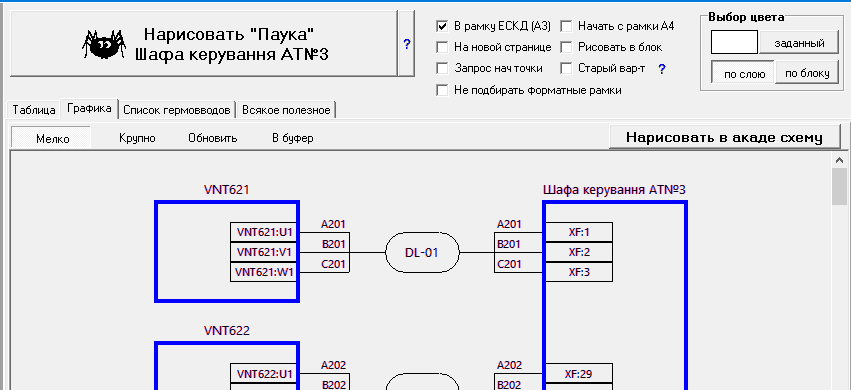 Нарисовать "Паука"
Шафа керування АТ№3
?
В рамку ЕСКД (А3)
Начать с рамки А4
На новой странице
Рисовать в блок
Запрос нач точки
Старый вар-т
?
Не подбирать форматные рамки
Выбор цвета
заданный
по слою
по блоку
Таблица
Графика
Список гермовводов
Всякое полезное
Мелко
Крупно
Обновить
В буфер
Нарисовать в акаде схему
VNT621
Шафа керування АТ№3
VNT621:U1
A201
A201
XF:1
VNT621:V1
B201
DL-01
B201
XF:2
VNT621:W1
C201
C201
XF:3
VNT622
VNT622:U1
A202
A202
XF:29
B202
B202